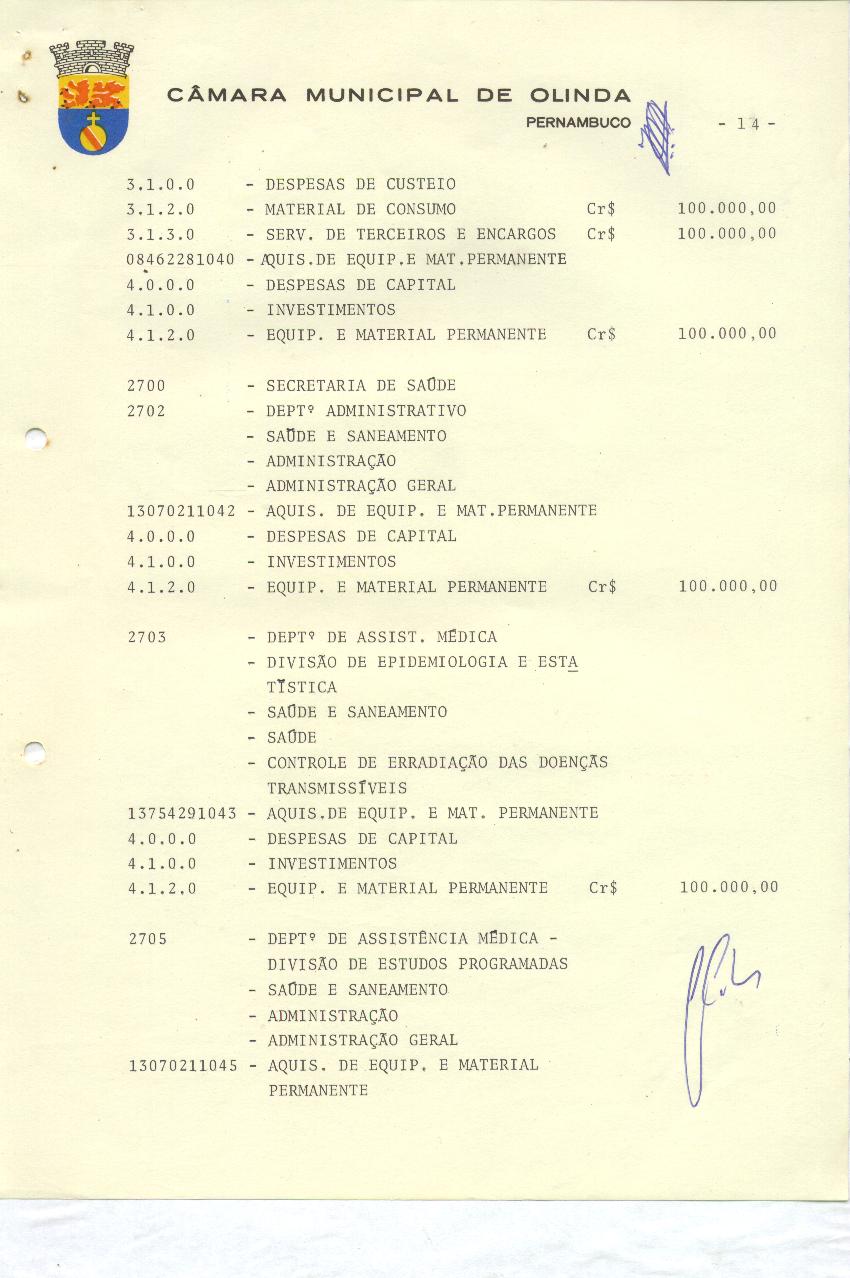 CÂMARA MUNICIPAL DE OLINDA
PERNAMBUCO
- 14 -
3.1.0.0 - DESPESAS DE CUSTEIO
3.1.2.0 - MATERIAL DE CONSUMO Cr$ 100.000,00
3.1.3.0 - SERV. DE TERCEIROS E ENCARGOS Cr$ 100.000,00
08462281040 - AQUIS.DE EQUIP.E MAT.PERMANENTE
4.0.0.0 - DESPESAS DE CAPITAL
4.1.0.0 - INVESTIMENTOS
4.1.2.0 - EQUIP. E MATERIAL PERMANENTE Cr$ 100.000,00
2700 - SECRETARIA DE SAÚDE
2702 - DEPTº ADMINISTRATIVO
- SAÚDE E SANEAMENTO
- ADMINISTRAÇÃO
- ADMINISTRAÇÃO GERAL
13070211042 - AQUIS. DE EQUIP. E MAT.PERMANENTE
4.0.0.0 - DESPESAS DE CAPITAL
4.1.0.0 - INVESTIMENTOS
4.1.2.0 - EQUIP. E MATERIAL PERMANENTE Cr$ 100.000,00
2703 - DEPTº DE ASSIST. MÉDICA
- DIVISÃO DE EPIDEMIOLOGIA E ESTA
TÍSTICA
- SAÚDE E SANEAMENTO
- SAÚDE
- CONTROLE DE ERRADIAÇÃO DAS DOENÇAS
TRANSMISSÍVEIS
13754291043 - AQUIS.DE EQUIP. E MAT. PERMANENTE
4.0.0.0 - DESPESAS DE CAPITAL
4.1.0.0 - INVESTIMENTOS
4.1.2.0 - EQUIP. E MATERIAL PERMANENTE Cr$ 100.000,00
2705 - DEPTº DE ASSISTÊNCIA MÉDICA -
DIVISÃO DE ESTUDOS PROGRAMADAS
- SAÚDE E SANEAMENTO
- ADMINISTRAÇÃO
- ADMINISTRAÇÃO GERAL
13070211045 - AQUIS. DE EQUIP. E MATERIAL
PERMANENTE